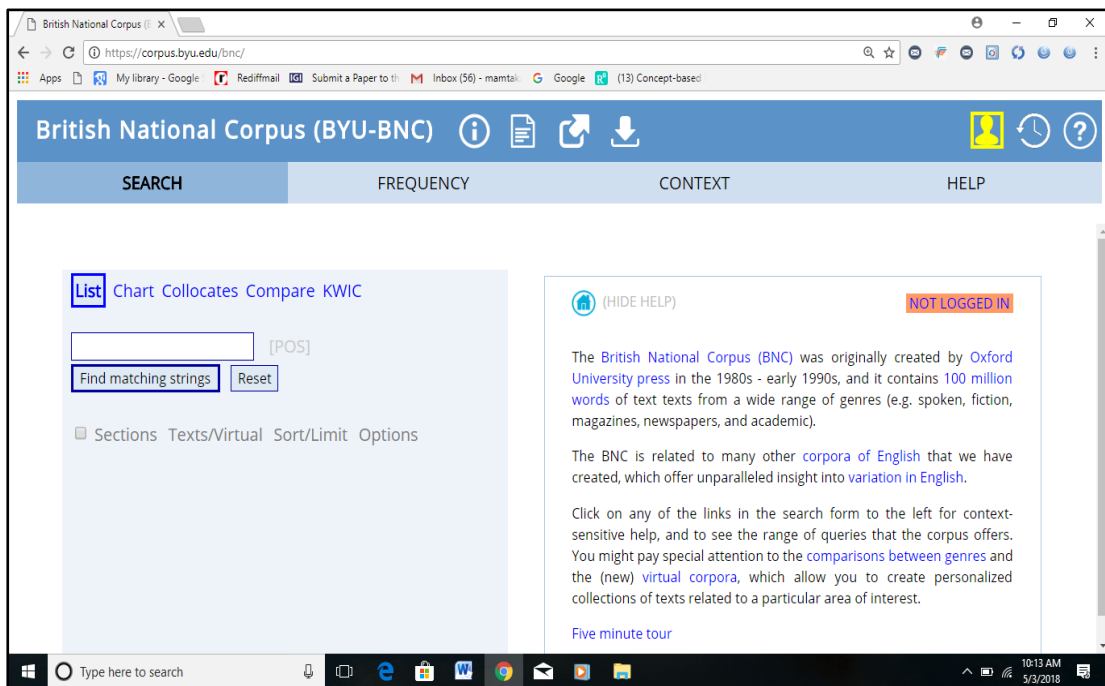 British National Corpus (B
https://corpus.byu.edu/bnc/
Apps My library - Google Rediffmail IGI Submit a Paper to th Inbox (56) - mamtak Google (13) Concept-based
British National Corpus (BYU-BNC)
SEARCH FREQUENCY CONTEXT HELP
List Chart Collocates Compare KWIC
[POS]
Find matching strings Reset
Sections Texts/Virtual Sort/Limit Options
(HIDE HELP) NOT LOGGED IN
The British National Corpus (BNC) was originally created by Oxford
University press in the 1980s - early 1990s, and it contains 100 million
words of text texts from a wide range of genres (e.g. spoken, fiction,
magazines, newspapers, and academic).
The BNC is related to many other corpora of English that we have
created, which offer unparalleled insight into variation in English.
Click on any of the links in the search form to the left for context-
sensitive help, and to see the range of queries that the corpus offers.
You might pay special attention to the comparisons between genres and
the (new) virtual corpora, which allow you to create personalized
collections of texts related to a particular area of interest.
Five minute tour
Type here to search
10:13 AM
5/3/2018